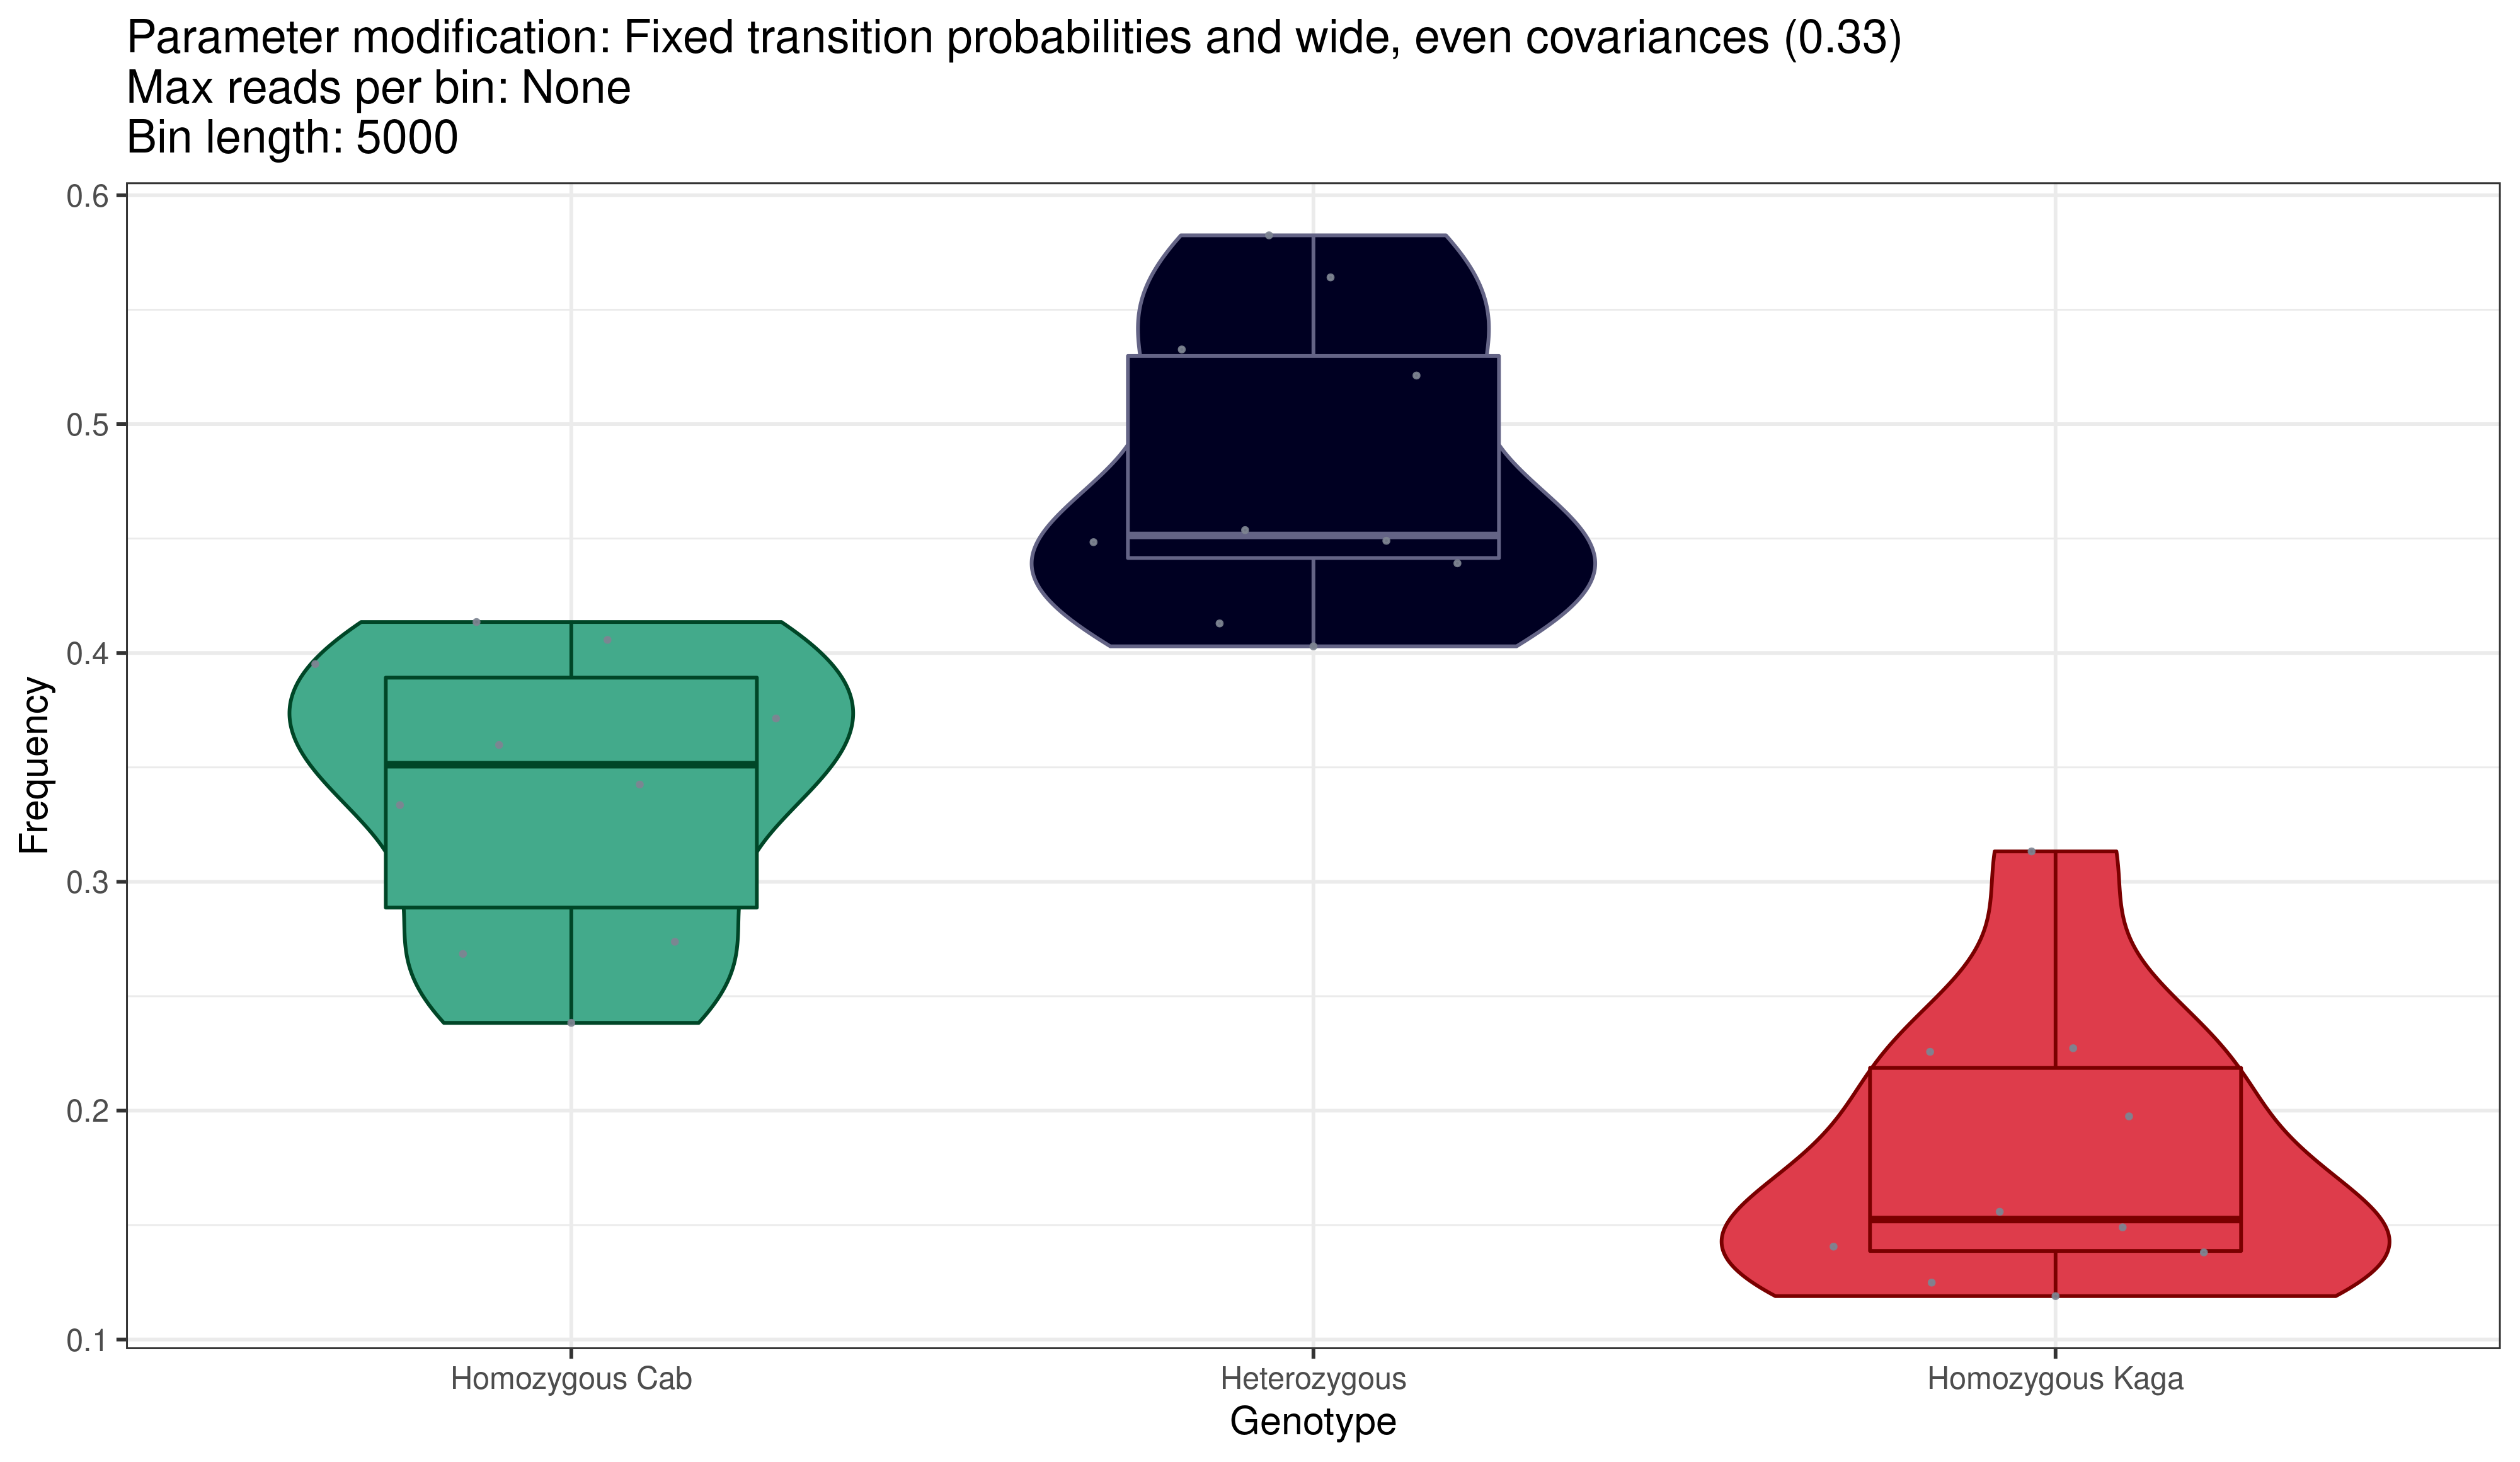 Parameter modification: Fixed transition probabilities and wide, even covariances (0.33)
Max reads per bin: None
Bin length: 5000
0.6
0.5
0.4
0.3
0.2
0.1
Frequency
Homozygous Cab
Heterozygous
Homozygous Kaga
Genotype